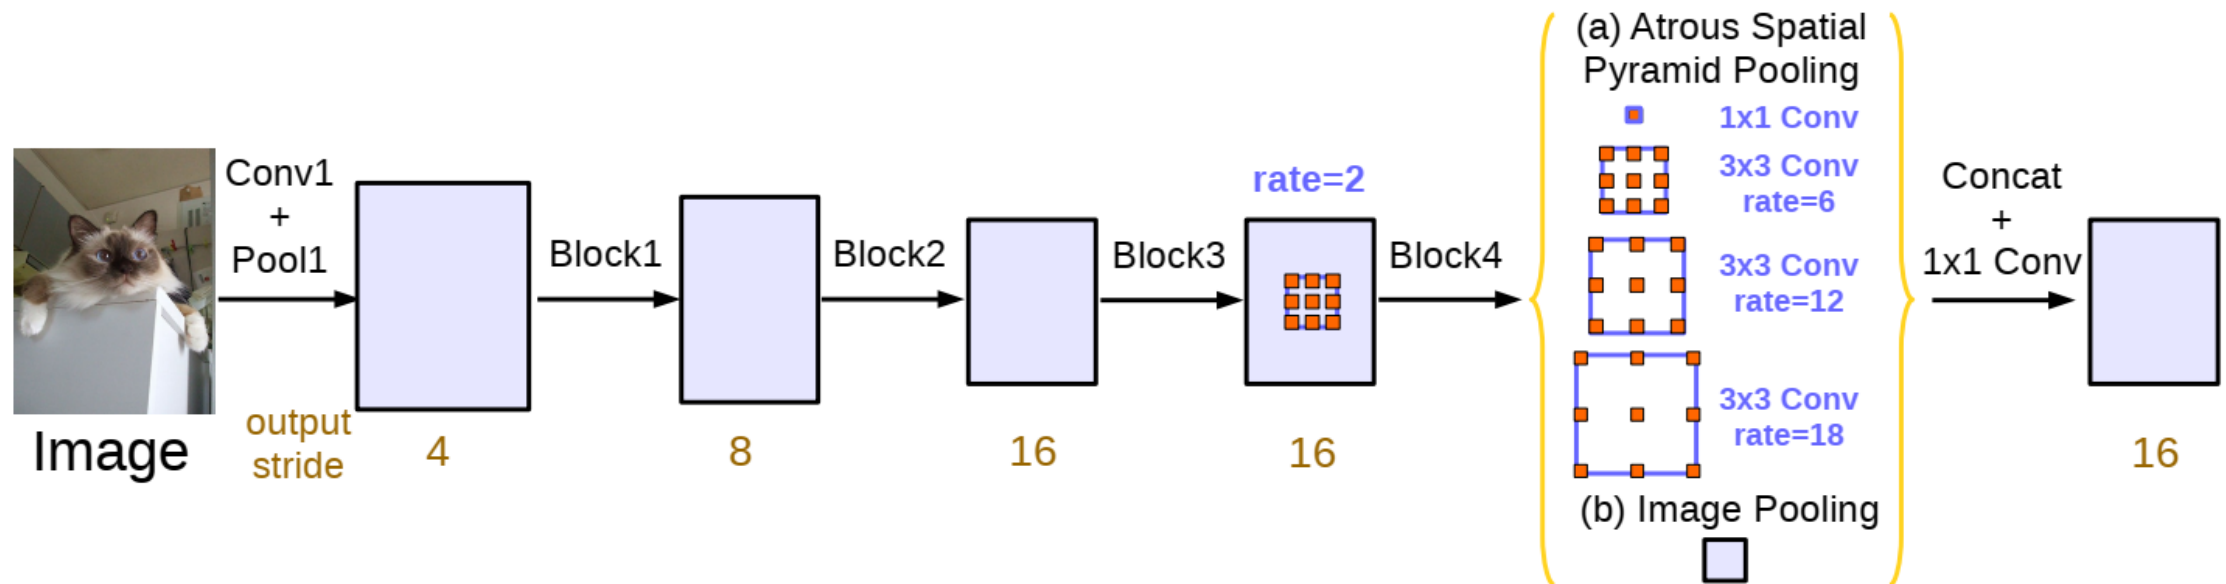 Image
Conv1
+
Pool1
output
stride
4
Block1
8
Block2
16
Block3
rate=2
16
Block4
(a) Atrous Spatial
Pyramid Pooling
1x1 Conv
3x3 Conv
rate=6
3x3 Conv
rate=12
3x3 Conv
rate=18
(b) Image Pooling
Concat
+
1x1 Conv
16